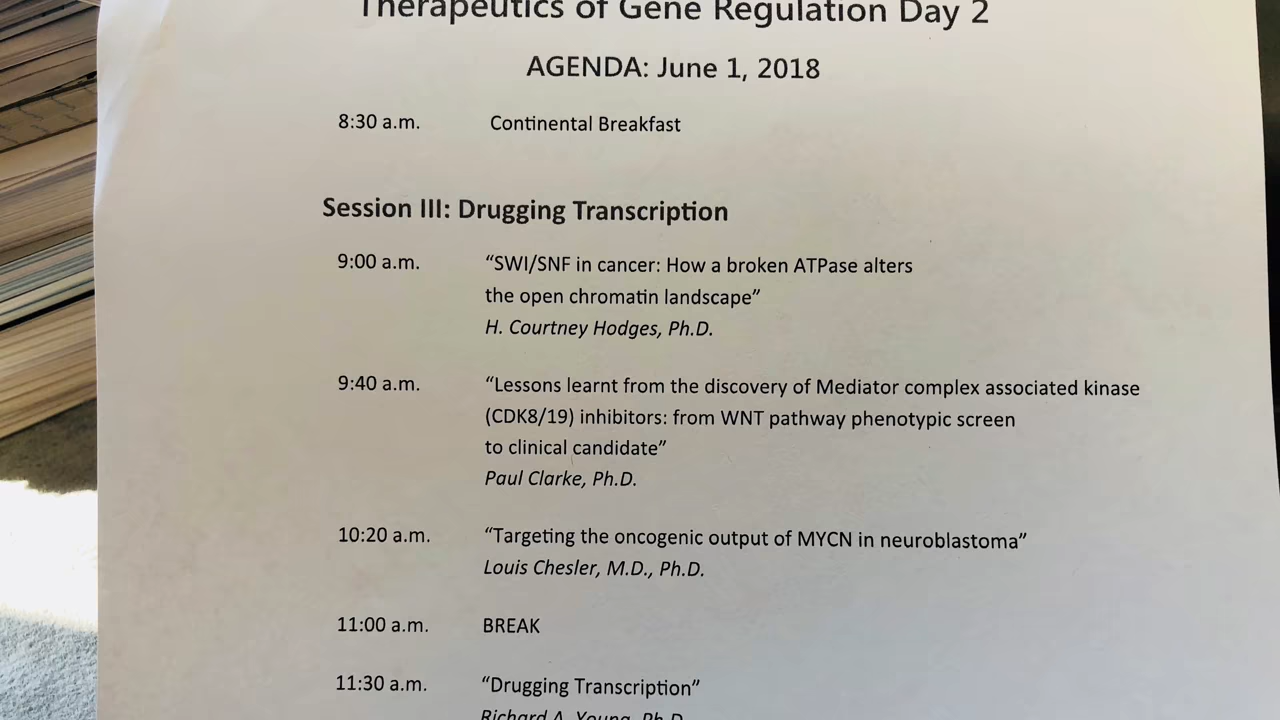 Therapeutics of Gene Regulation Day 2
AGENDA: June 1, 2018
8:30 a.m. Continental Breakfast
Session III: Drugging Transcription
9:00 a.m. “SWI/SNF in cancer: How a broken ATPase alters
the open chromatin landscape”
H. Courtney Hodges, Ph.D.
9:40 a.m. “Lessons learnt from the discovery of Mediator complex associated kinase
(CDK8/19) inhibitors: from WNT pathway phenotypic screen
to clinical candidate”
Paul Clarke, Ph.D.
10:20 a.m. “Targeting the oncogenic output of MYCN in neuroblastoma”
Louis Chesler, M.D., Ph.D.
11:00 a.m. BREAK
11:30 a.m. “Drugging Transcription”
Richard A. Young, Ph.D.